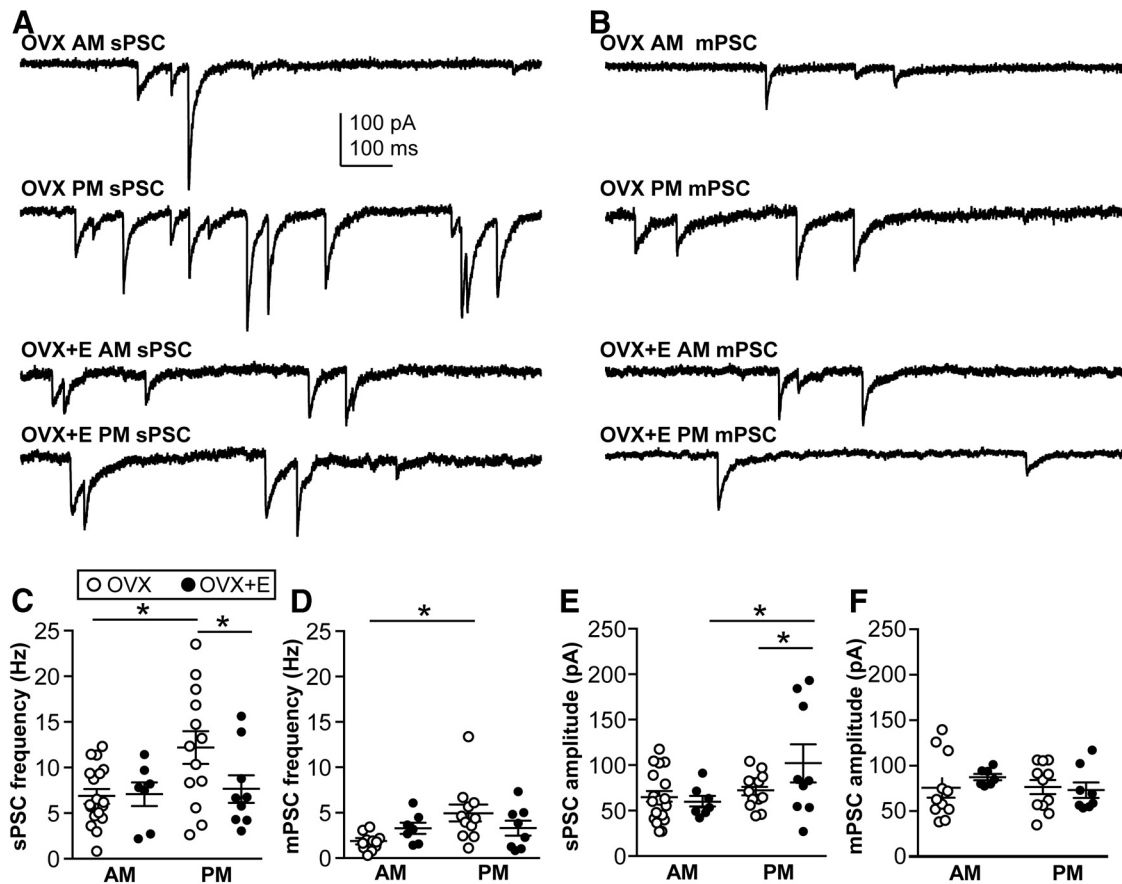 A
OVX AM sPSC
100 pA
100 ms
OVX PM sPSC
OVX+E AM sPSC
OVX+E PM sPSC
B
OVX AM  mPSC
OVX PM mPSC
OVX+E AM mPSC
OVX+E PM mPSC
OVX OVX+E
C
sPSC frequency (Hz)
25
20
15
10
5
0
AM PM
*
*
D
mPSC frequency (Hz)
25
20
15
10
5
0
AM PM
*
E
sPSC amplitude (pA)
250
200
150
100
50
0
AM PM
*
*
F
mPSC amplitude (pA)
250
200
150
100
50
0
AM PM